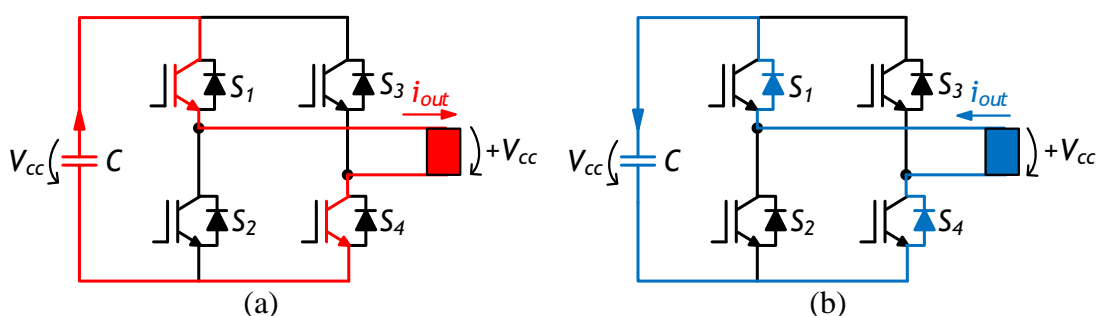 S1 S3 iout
Vcc C +Vcc
S2 S4
(a)
S1 S3 iout
Vcc C +Vcc
S2 S4
(b)